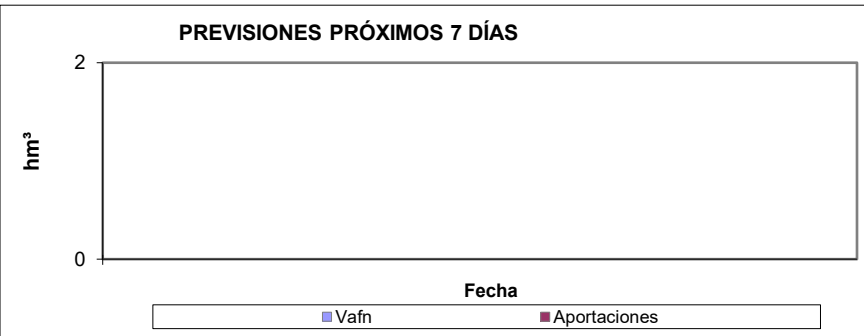 PREVISIONES PRÓXIMOS 7 DÍAS
2
hm³
0
Fecha
Vafn Aportaciones